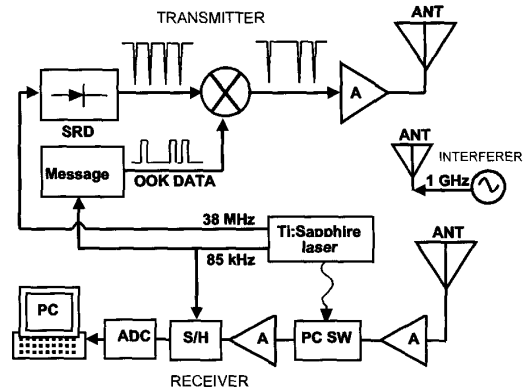 TRANSMITTER
ANT
A
SRD
ANT
INTERFERER
1 GHz
Message
OOK DATA
38 MHz
85 kHz
Ti:Sapphire
laser
ANT
PC
ADC
S/H
A
PC SW
A
RECEIVER